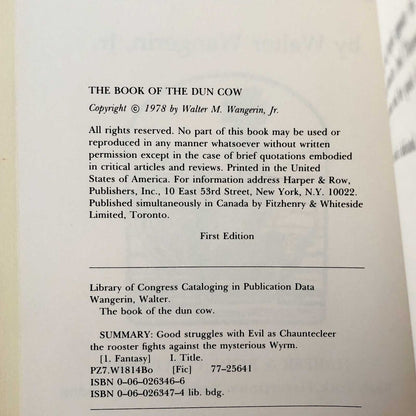 by Walter Wangerin, Jr.
THE BOOK OF THE DUN COW
Copyright © 1978 by Walter M. Wangerin, Jr.
All rights reserved. No part of this book may be used or
reproduced in any manner whatsoever without written
permission except in the case of brief quotations embodied
in critical articles and reviews. Printed in the United
States of America. For information address Harper & Row,
Publishers, Inc., 10 East 53rd Street, New York, N.Y. 10022.
Published simultaneously in Canada by Fitzhenry & Whiteside
Limited, Toronto.
First Edition
Library of Congress Cataloging in Publication Data
Wangerin, Walter.
The book of the dun cow.
SUMMARY: Good struggles with Evil as Chauntecleer
the rooster fights against the mysterious Wyrm.
[1. Fantasy] I. Title.
PZ7.W1814Bo [Fic] 77-25641
ISBN 0-06-026346-6
ISBN 0-06-026347-4 lib. bdg.